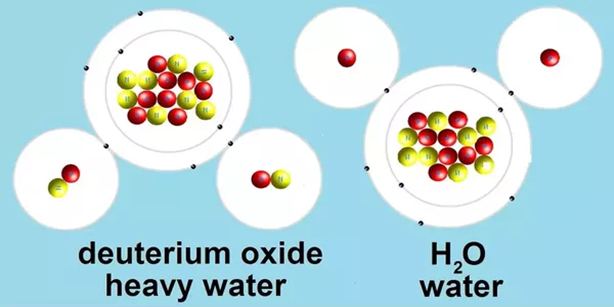 deuterium oxide
heavy water
H₂O
water